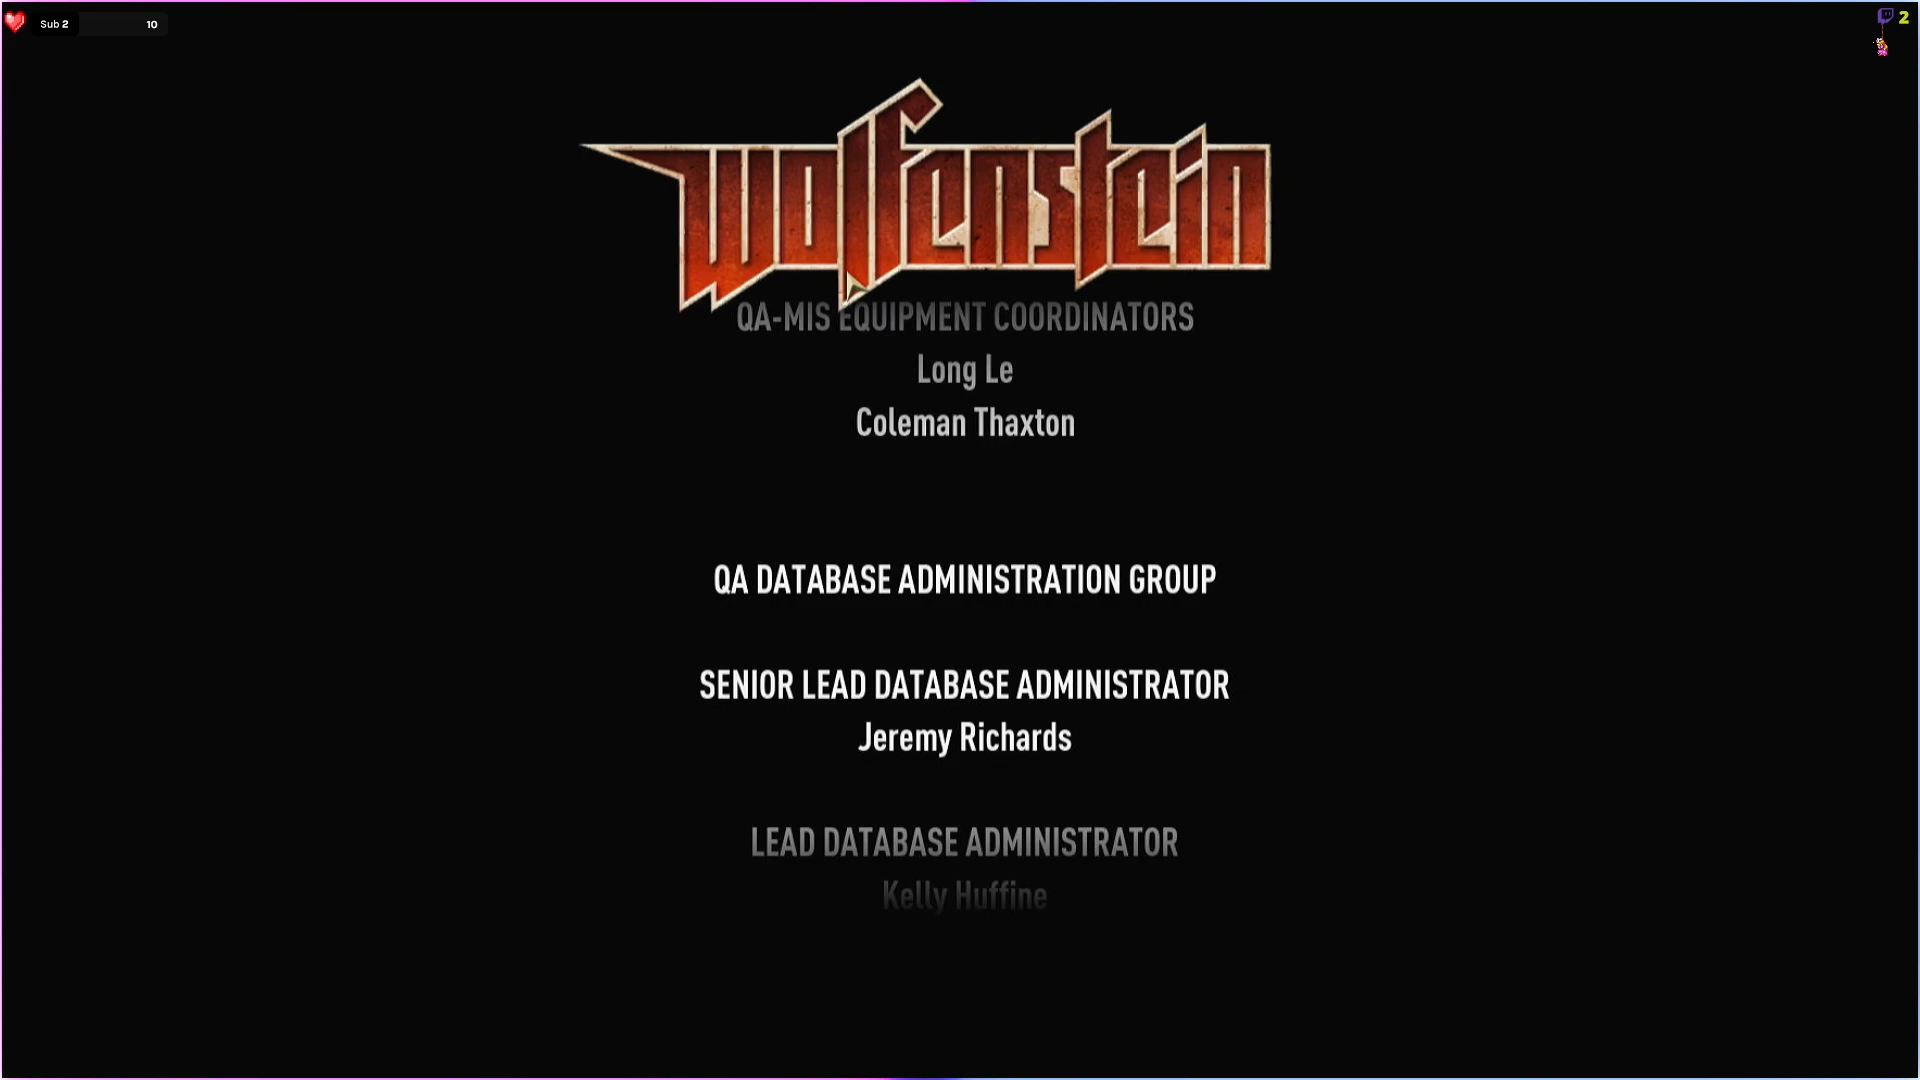 Sub 2 10
2
Wolfenstein
QA-MIS EQUIPMENT COORDINATORS
Long Le
Coleman Thaxton
QA DATABASE ADMINISTRATION GROUP
SENIOR LEAD DATABASE ADMINISTRATOR
Jeremy Richards
LEAD DATABASE ADMINISTRATOR
Kelly Huffine